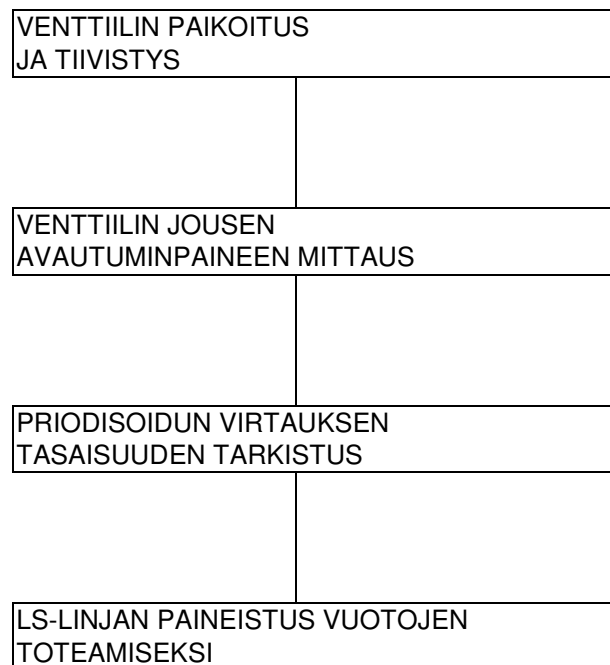 VENTTIILIN PAIKOITUS
JA TIIVISTYS
VENTTIILIN JOUSEN
AVAUTUMINPAINEEN MITTAUS
PRIODISOIDUN VIRTAUKSEN
TASAISUUDEN TARKISTUS
LS-LINJAN PAINEISTUS VUOTOJEN
TOTEAMISEKSI